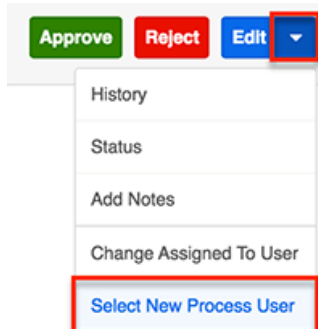 Approve Reject Edit
History
Status
Add Notes
Change Assigned To User
Select New Process User